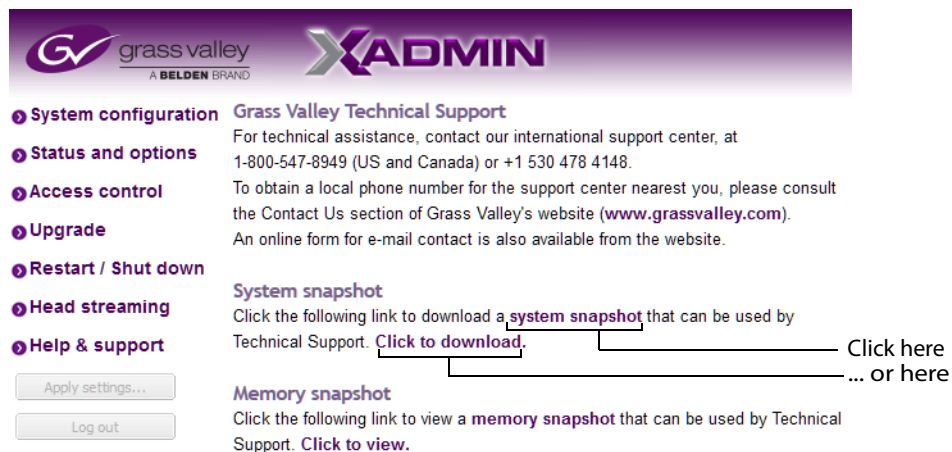 GV grass valley
A BELDEN BRAND
XADMIN
System configuration
Status and options
Access control
Upgrade
Restart / Shut down
Head streaming
Help & support
Apply settings...
Log out
Grass Valley Technical Support
For technical assistance, contact our international support center, at
1-800-547-8949 (US and Canada) or +1 530 478 4148.
To obtain a local phone number for the support center nearest you, please consult
the Contact Us section of Grass Valley's website (www.grassvalley.com).
An online form for e-mail contact is also available from the website.
System snapshot
Click the following link to download a system snapshot that can be used by
Technical Support. Click to download.
Click here
... or here
Memory snapshot
Click the following link to view a memory snapshot that can be used by Technical
Support. Click to view.